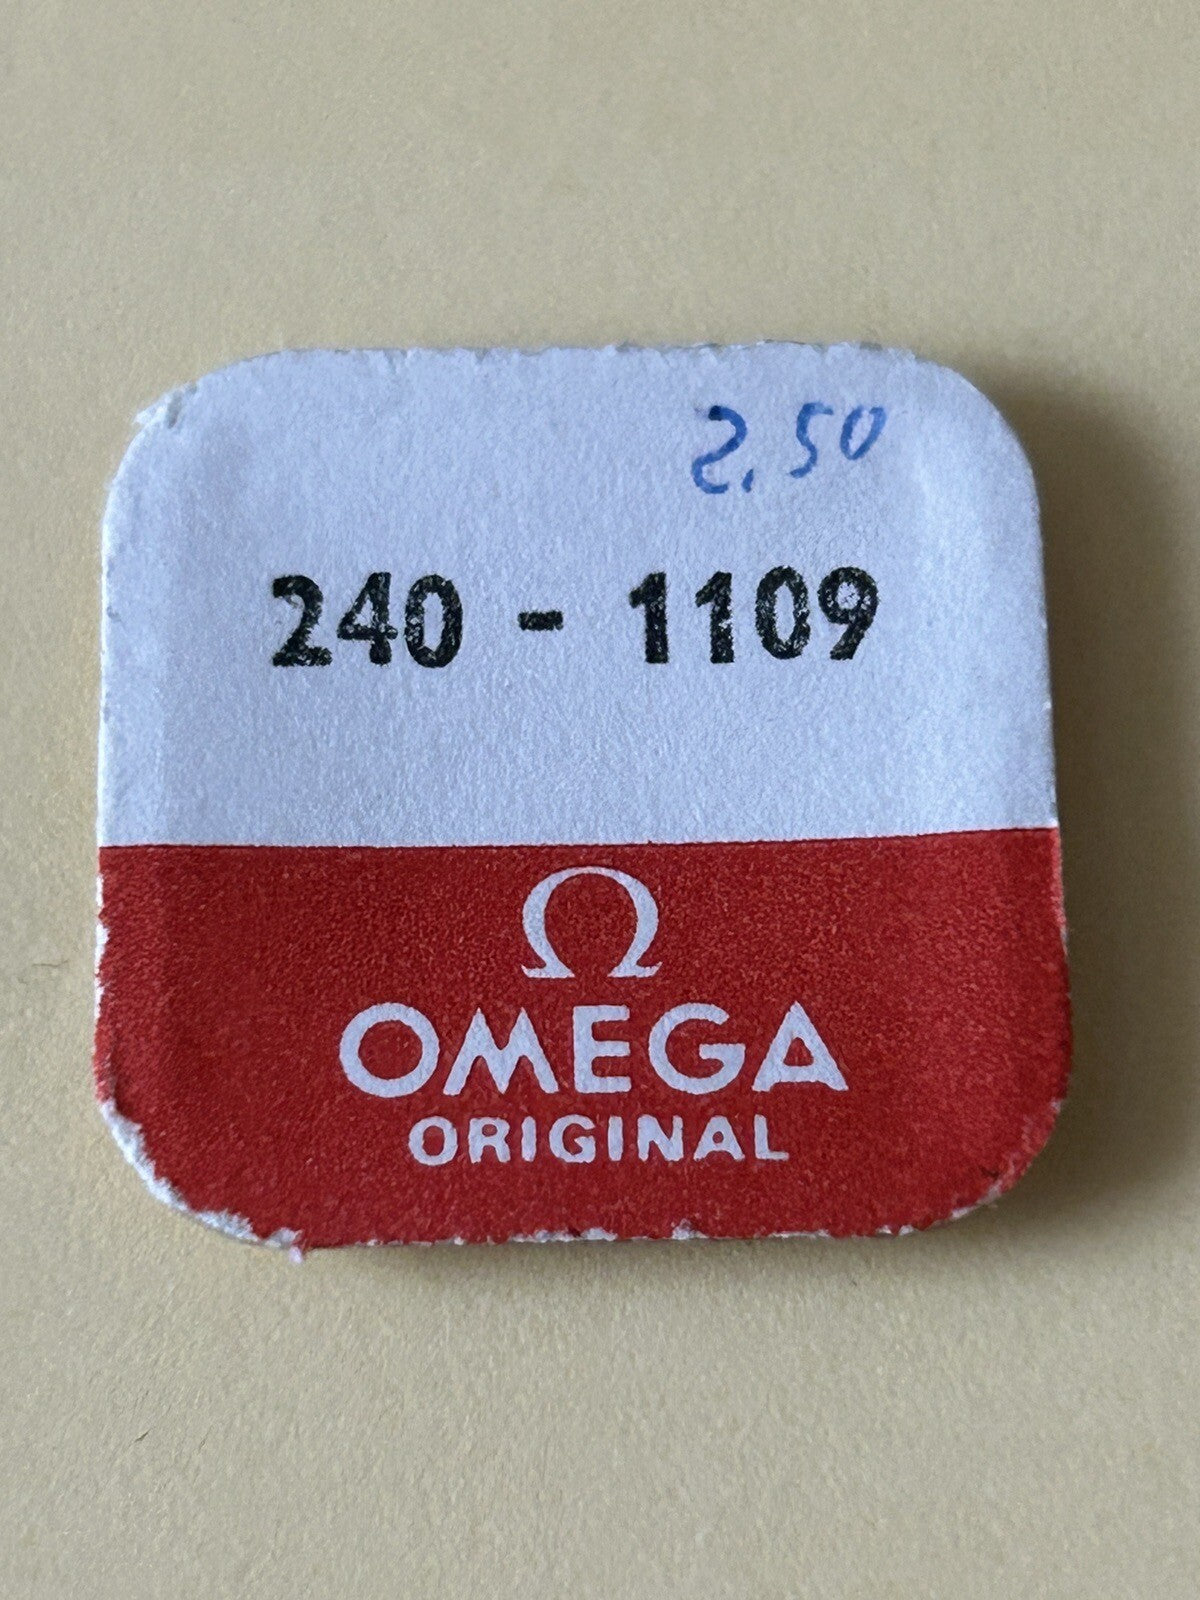 2.50
240 - 1109
Ω
OMEGA
ORIGINAL